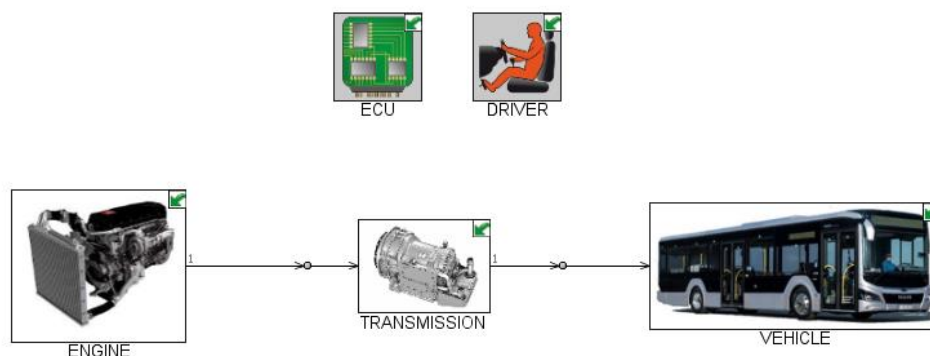 ECU
DRIVER
1
1
ENGINE
TRANSMISSION
VEHICLE